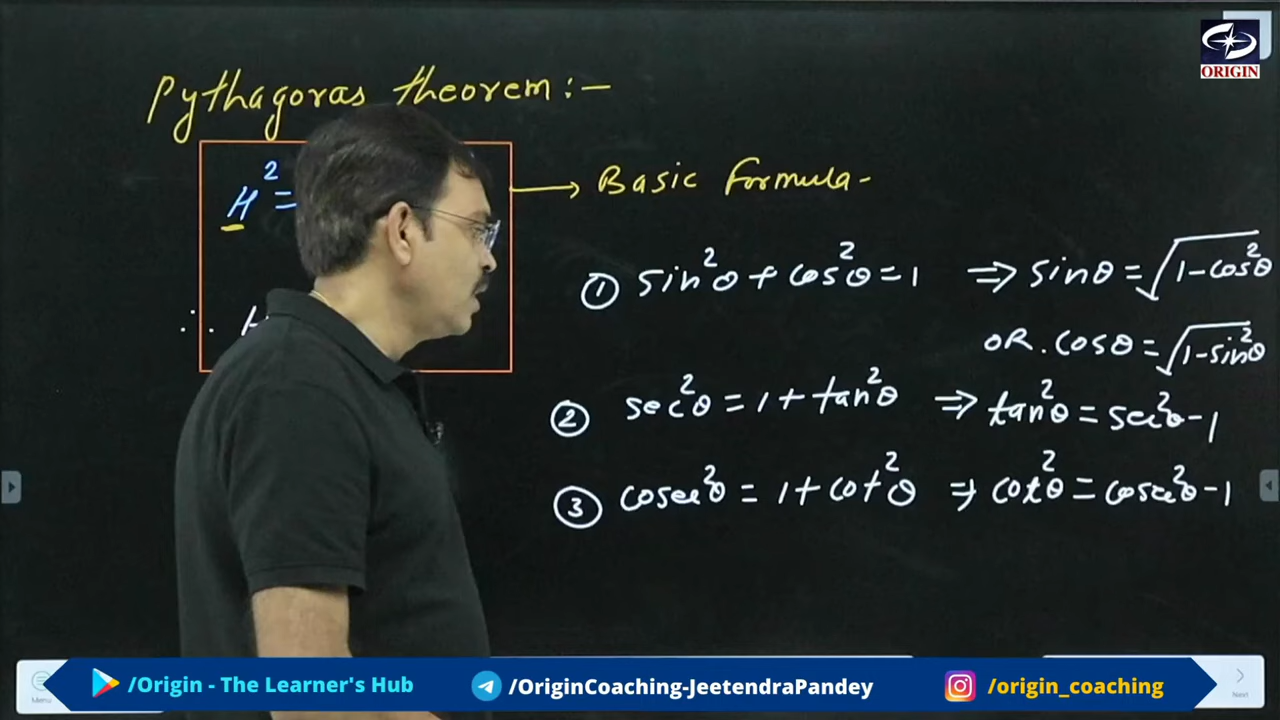 ORIGIN
Pythagoras theorem:-
H² =
→ Basic Formula-
① sin²θ + cos²θ = 1 ⇒ sinθ = √1-cos²θ
OR. cosθ = √1-sin²θ
∴ H
② sec²θ = 1 + tan²θ ⇒ tan²θ = sec²θ-1
③ cosec²θ = 1 + cot²θ ⇒ cot²θ = cosec²θ-1
Menu
Next
/Origin - The Learner's Hub
/OriginCoaching-JeetendraPandey
/origin_coaching